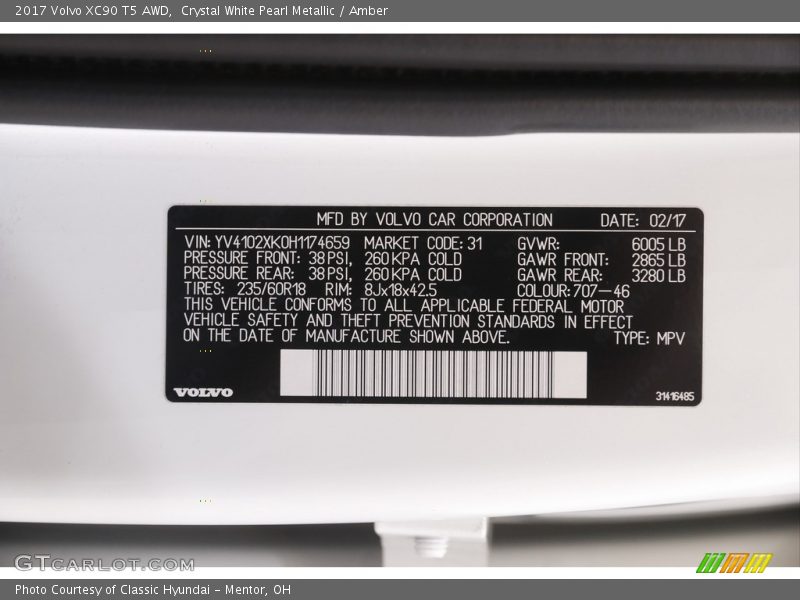 2017 Volvo XC90 T5 AWD,  Crystal White Pearl Metallic / Amber
MFD BY VOLVO CAR CORPORATION DATE: 02/17
VIN: YV4102XK0H1174659 MARKET CODE: 31 GVWR: 6005 LB
PRESSURE FRONT: 38 PSI, 260 KPA COLD GAWR FRONT: 2865 LB
PRESSURE REAR: 38 PSI, 260 KPA COLD GAWR REAR: 3280 LB
TIRES: 235/60R18 RIM: 8Jx18x42.5 COLOUR: 707-46
THIS VEHICLE CONFORMS TO ALL APPLICABLE FEDERAL MOTOR
VEHICLE SAFETY AND THEFT PREVENTION STANDARDS IN EFFECT
ON THE DATE OF MANUFACTURE SHOWN ABOVE. TYPE: MPV
VOLVO 31416485
GTCARLOT.COM
Photo Courtesy of Classic Hyundai - Mentor, OH